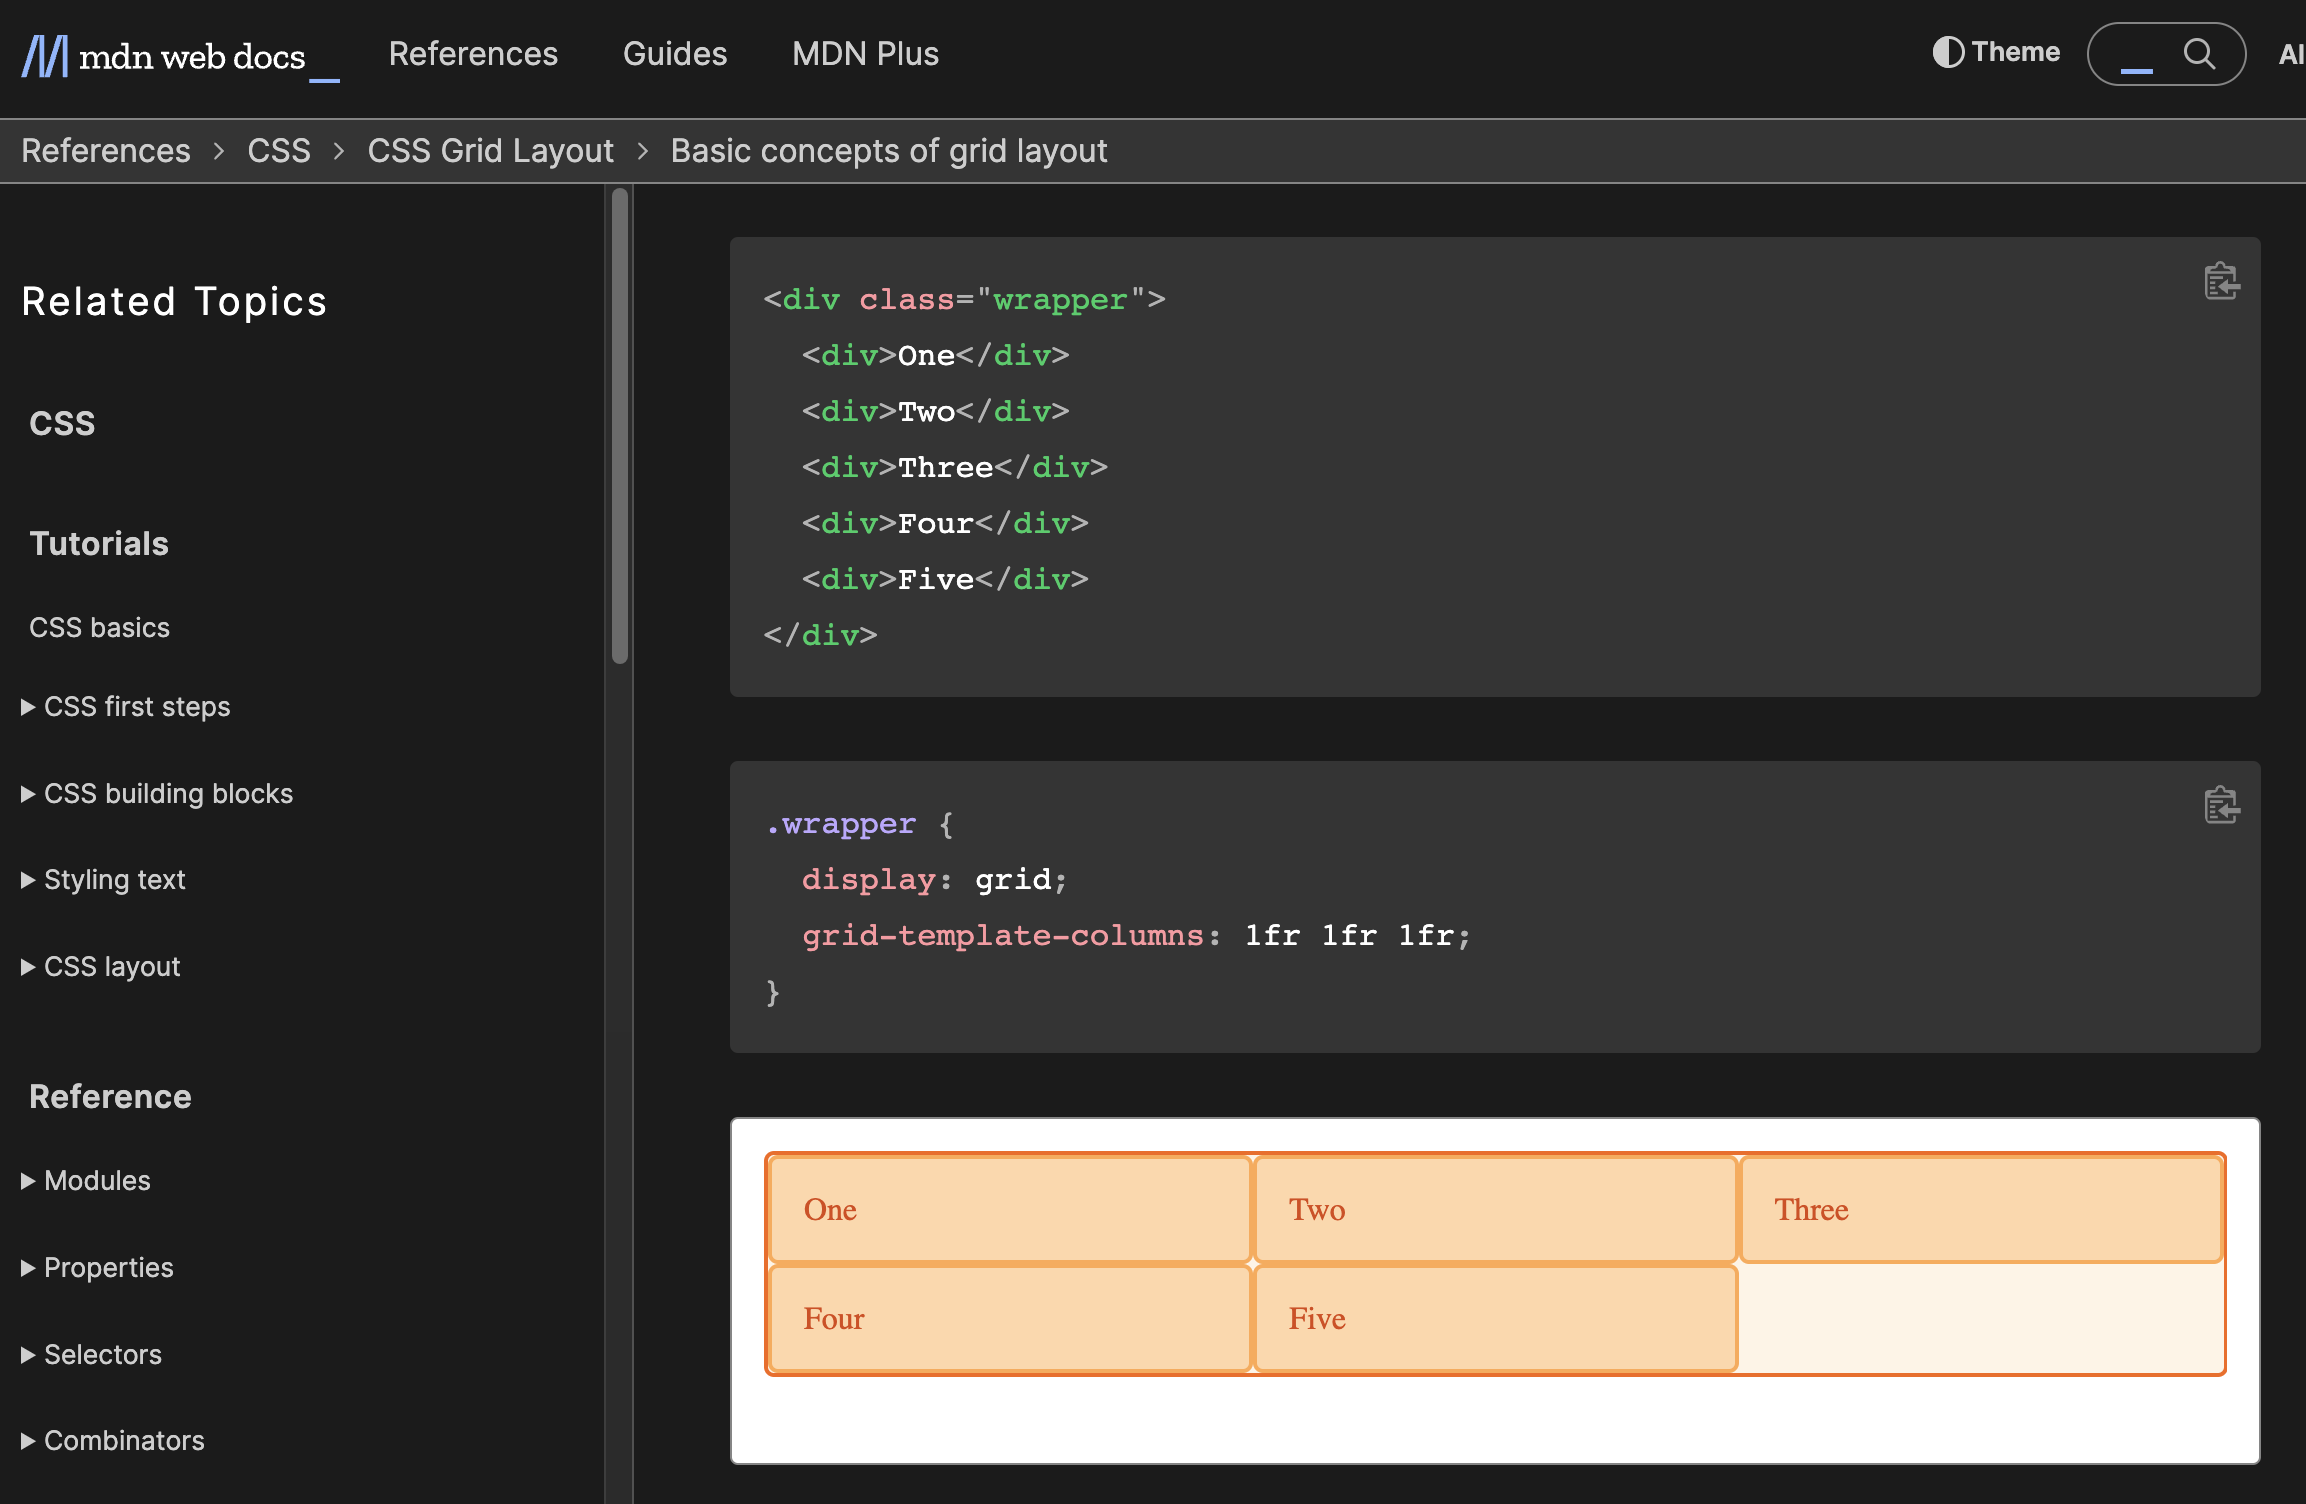 mdn web docs_
References
Guides
MDN Plus
Theme
References > CSS > CSS Grid Layout > Basic concepts of grid layout
Related Topics
CSS
Tutorials
CSS basics
CSS first steps
CSS building blocks
Styling text
CSS layout
Reference
Modules
Properties
Selectors
Combinators
<div class="wrapper">
  <div>One</div>
  <div>Two</div>
  <div>Three</div>
  <div>Four</div>
  <div>Five</div>
</div>
.wrapper {
  display: grid;
  grid-template-columns: 1fr 1fr 1fr;
}
One
Two
Three
Four
Five